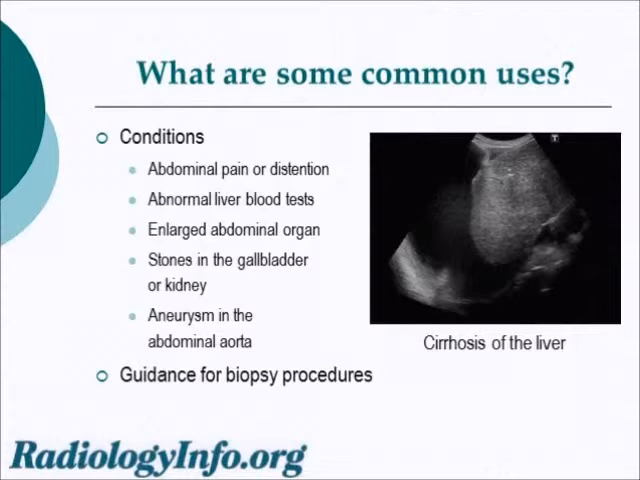 What are some common uses?
Conditions
Abdominal pain or distention
Abnormal liver blood tests
Enlarged abdominal organ
Stones in the gallbladder
or kidney
Aneurysm in the
abdominal aorta
Guidance for biopsy procedures
T
Cirrhosis of the liver
RadiologyInfo.org